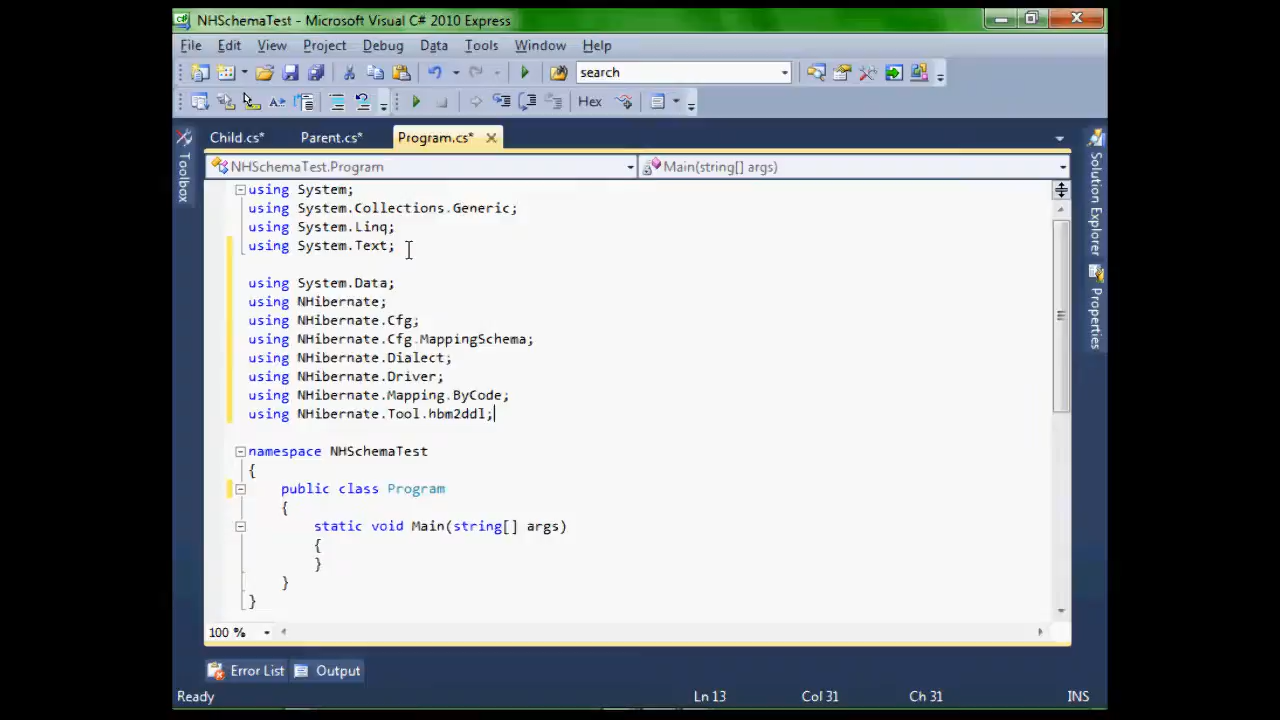 NHSchemaTest - Microsoft Visual C# 2010 Express
File Edit View Project Debug Data Tools Window Help
search
Hex
Child.cs* Parent.cs* Program.cs*
NHSchemaTest.Program Main(string[] args)
Toolbox
Solution Explorer
Properties
using System;
using System.Collections.Generic;
using System.Linq;
using System.Text;
using System.Data;
using NHibernate;
using NHibernate.Cfg;
using NHibernate.Cfg.MappingSchema;
using NHibernate.Dialect;
using NHibernate.Driver;
using NHibernate.Mapping.ByCode;
using NHibernate.Tool.hbm2ddl;
namespace NHSchemaTest
{
public class Program
{
static void Main(string[] args)
{
}
}
}
100 %
Error List Output
Ready Ln 13 Col 31 Ch 31 INS